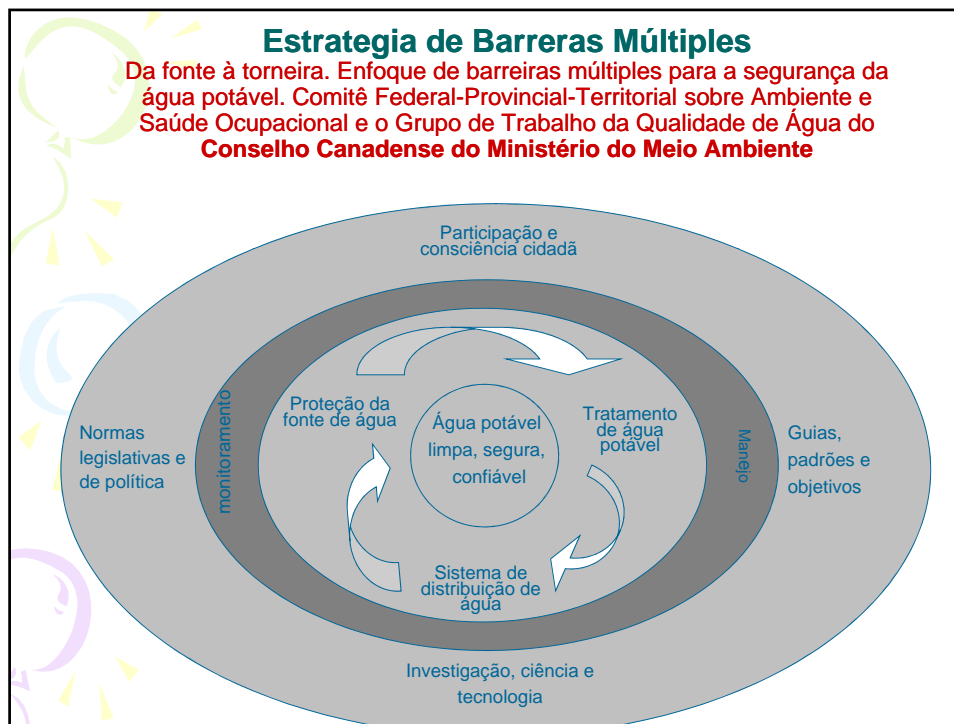 Estrategia de Barreras Múltiples
Da fonte à torneira. Enfoque de barreiras múltiples para a segurança da
água potável. Comitê Federal-Provincial-Territorial sobre Ambiente e
Saúde Ocupacional e o Grupo de Trabalho da Qualidade de Água do
Conselho Canadense do Ministério do Meio Ambiente
Participação e
consciência cidadã
Normas
legislativas e
de política
monitoramento
Proteção da
fonte de água
Água potável
limpa, segura,
confiável
Tratamento
de água
potável
Manejo
Guias,
padrões e
objetivos
Sistema de
distribuição de
água
Investigação, ciência e
tecnologia